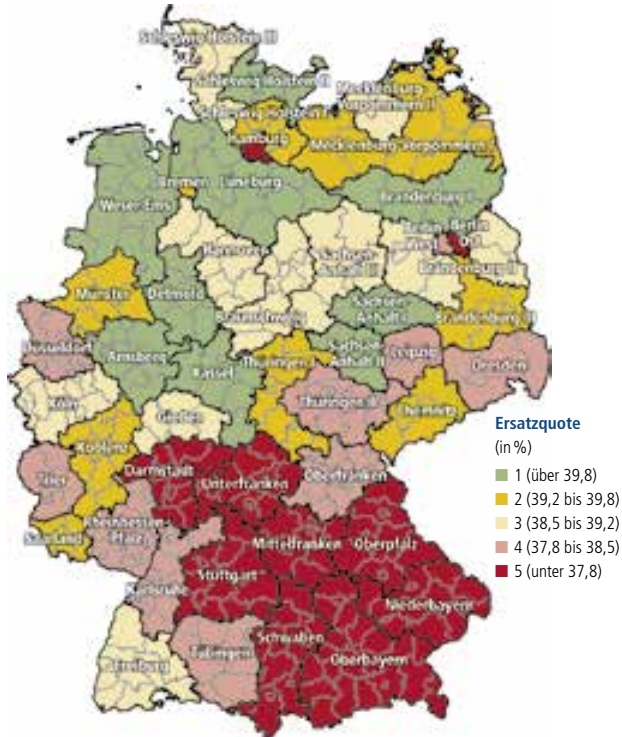 Schleswig Holstein III
Schleswig Holstein II
Mecklenburg-
Vorpommern II
Schleswig Holstein I
Hamburg
Mecklenburg Vorpommern
Bremen
Lüneburg
Brandenburg I
Weser-Ems
Hannover
Sachsen-
Anhalt III
Berlin
West
Berlin
Ost
Brandenburg II
Münster
Detmold
Braunschweig
Sachsen
Anhalt I
Brandenburg III
Düsseldorf
Arnsberg
Kassel
Thüringen I
Sachsen
Anhalt II
Leipzig
Dresden
Köln
Gießen
Thüringen II
Chemnitz
Koblenz
Trier
Darmstadt
Unterfranken
Oberfranken
Saarland
Rheinhessen-
Pfalz
Mittelfranken
Oberpfalz
Karlsruhe
Stuttgart
Niederbayern
Schwaben
Freiburg
Tübingen
Oberbayern
Ersatzquote
(in %)
1 (über 39,8)
2 (39,2 bis 39,8)
3 (38,5 bis 39,2)
4 (37,8 bis 38,5)
5 (unter 37,8)